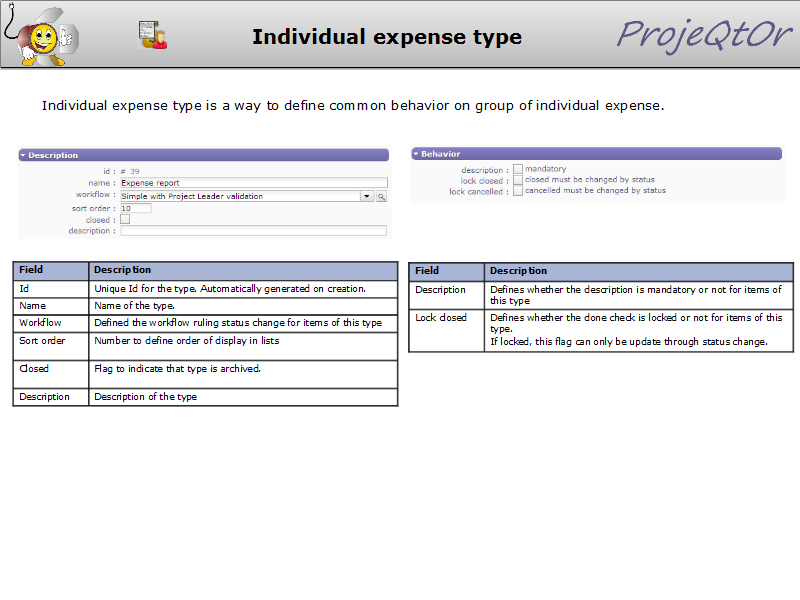 Individual expense type
ProjeQtOr
Individual expense type is a way to define common behavior on group of individual expense.
Description
id : # 39
name : Expense report
workflow : Simple with Project Leader validation
sort order : 10
closed :
description :
Behavior
description : mandatory
lock closed : closed must be changed by status
lock cancelled : cancelled must be changed by status
Field Description
Id Unique Id for the type. Automatically generated on creation.
Name Name of the type.
Workflow Defined the workflow ruling status change for items of this type
Sort order Number to define order of display in lists
Closed Flag to indicate that type is archived.
Description Description of the type
Field Description
Description Defines whether the description is mandatory or not for items of
this type
Lock closed Defines whether the done check is locked or not for items of this
type.
If locked, this flag can only be update through status change.